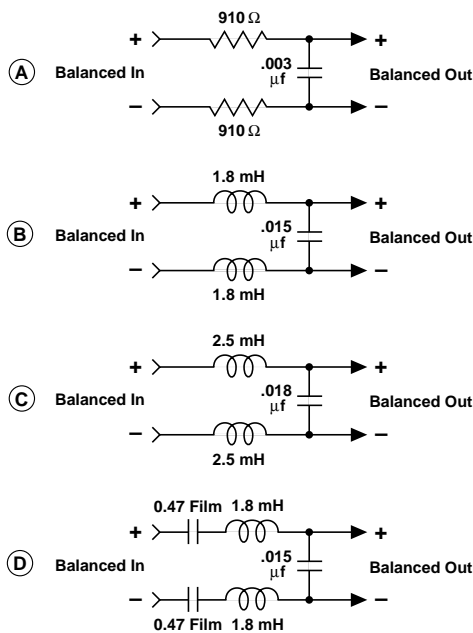 910 Ω
+ +
A Balanced In .003 µf Balanced Out
− −
910 Ω
1.8 mH
+ +
B Balanced In .015 µf Balanced Out
− −
1.8 mH
2.5 mH
+ +
C Balanced In .018 µf Balanced Out
− −
2.5 mH
0.47 Film 1.8 mH
+ +
D Balanced In .015 µf Balanced Out
− −
0.47 Film 1.8 mH